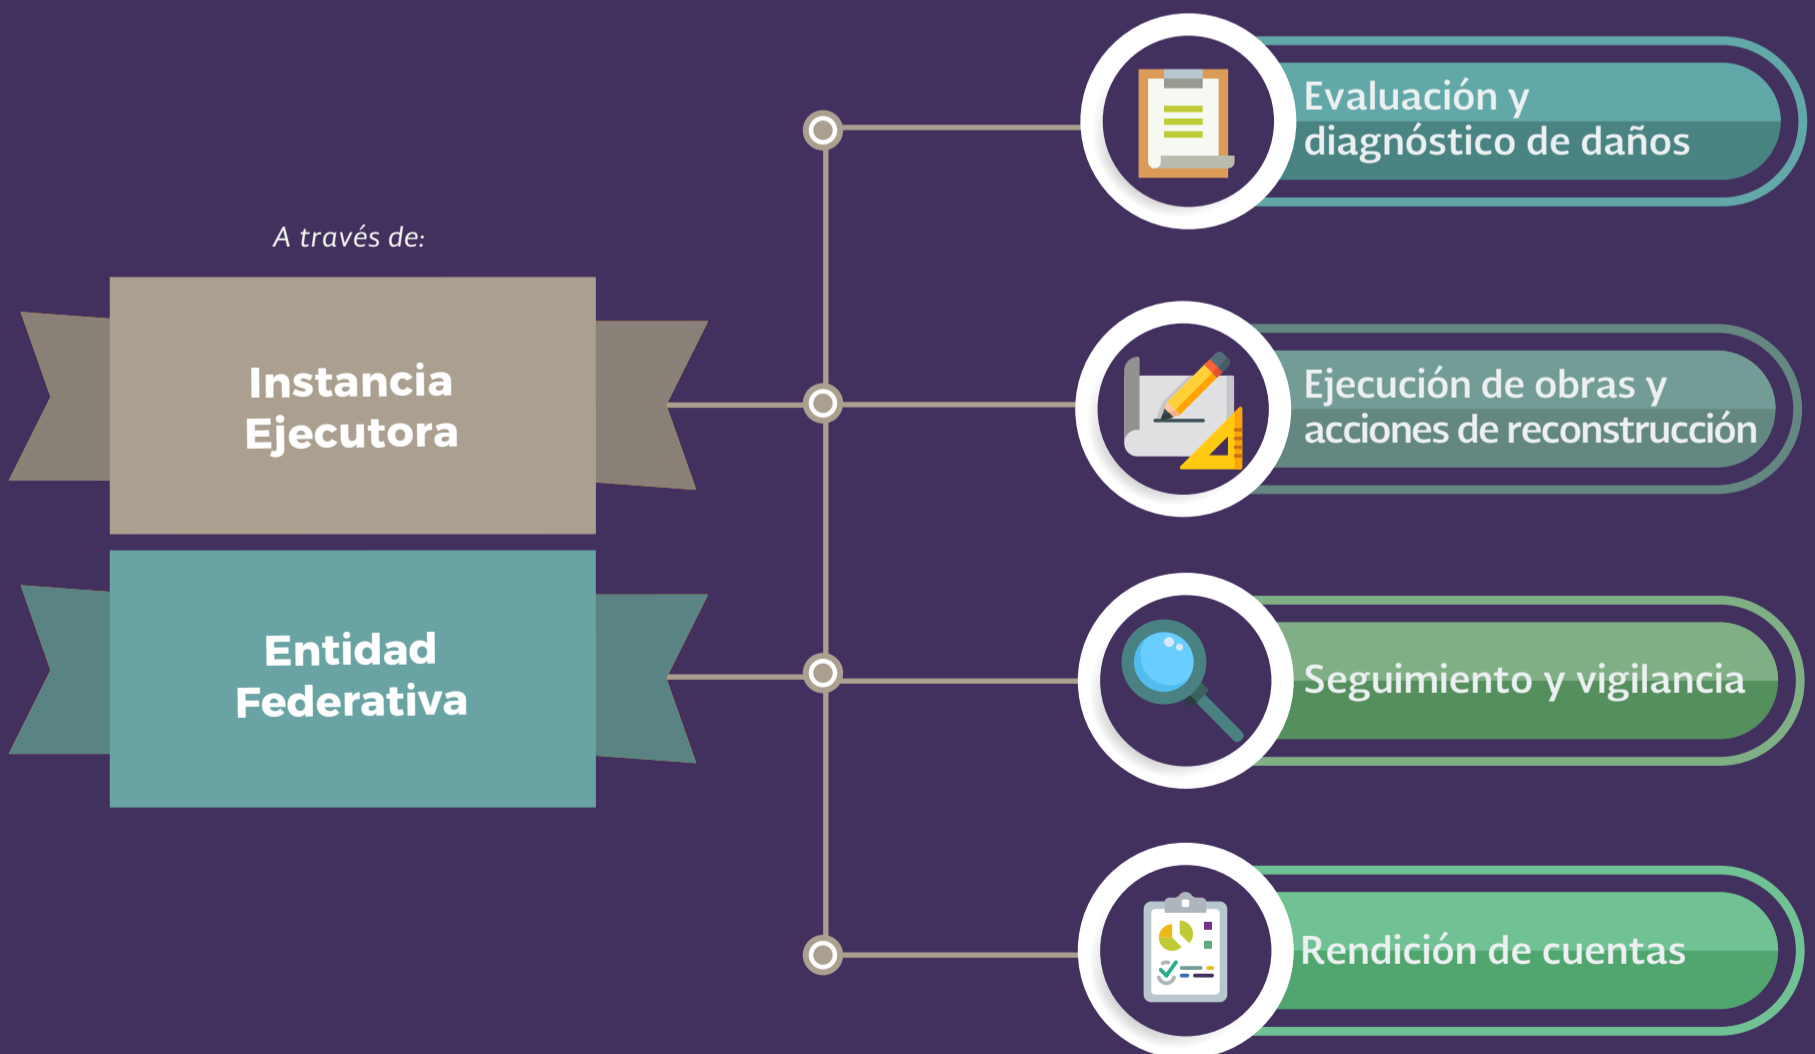 A través de:
Instancia
Ejecutora
Entidad
Federativa
Evaluación y
diagnóstico de daños
Ejecución de obras y
acciones de reconstrucción
Seguimiento y vigilancia
Rendición de cuentas